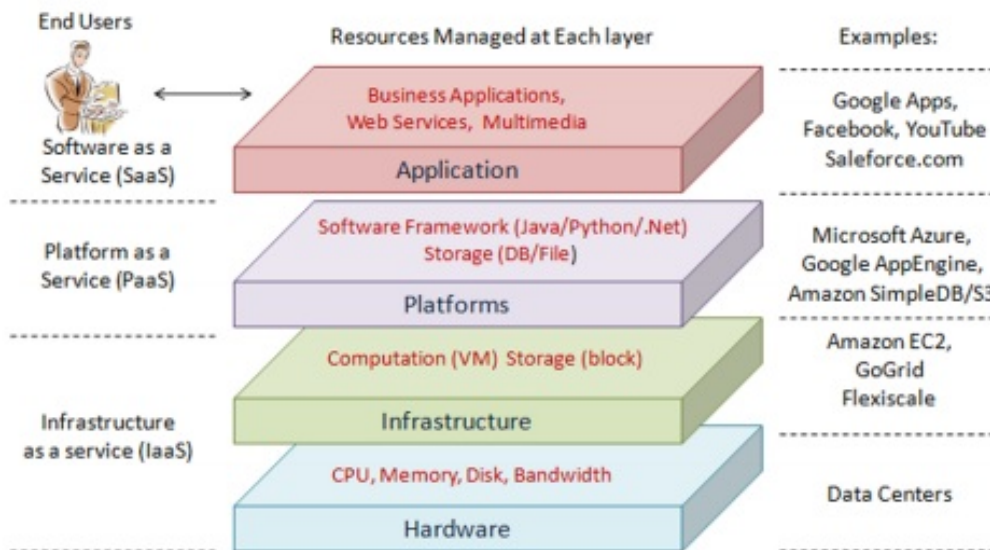 End Users
Resources Managed at Each layer
Examples:
Business Applications,
Web Services, Multimedia
Application
Software as a
Service (SaaS)
Google Apps,
Facebook, YouTube
Saleforce.com
Platform as a
Service (PaaS)
Software Framework (Java/Python/.Net)
Storage (DB/File)
Platforms
Microsoft Azure,
Google AppEngine,
Amazon SimpleDB/S3
Infrastructure
as a service (IaaS)
Computation (VM) Storage (block)
Infrastructure
Amazon EC2,
GoGrid
Flexiscale
CPU, Memory, Disk, Bandwidth
Hardware
Data Centers